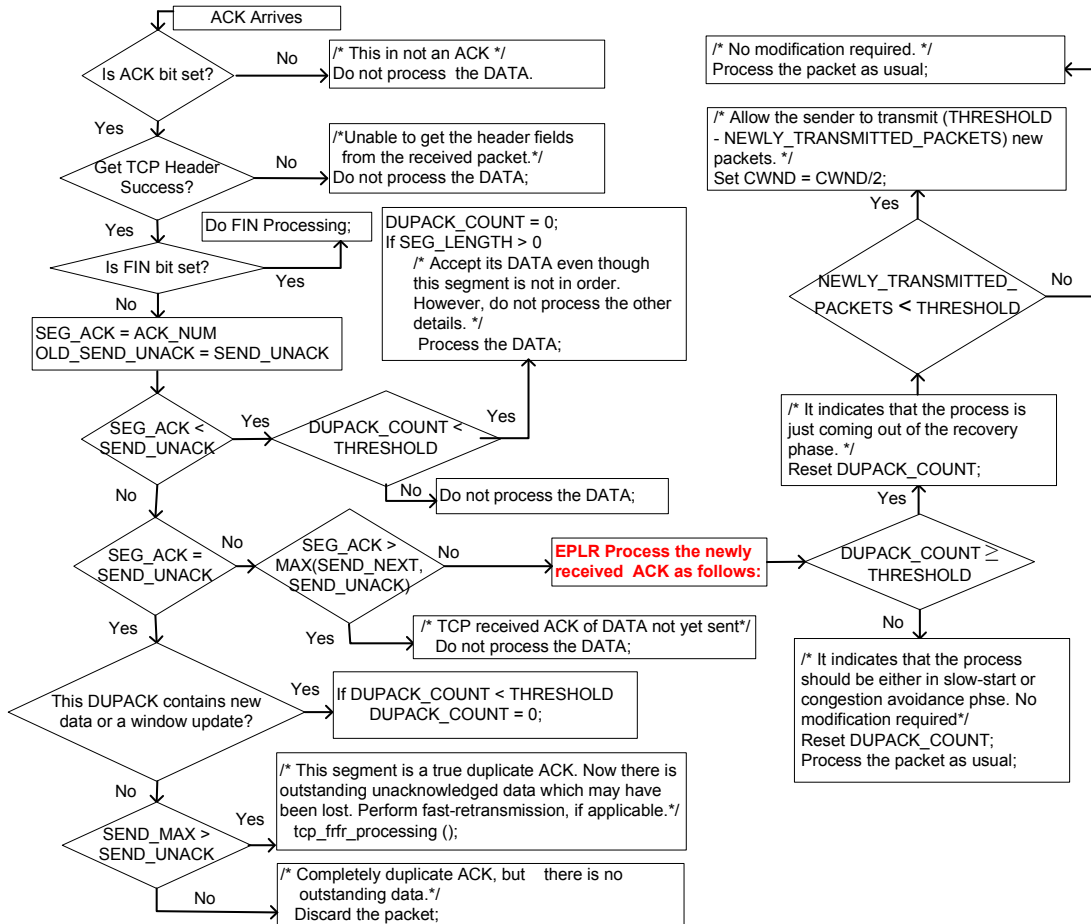 ACK Arrives
Is ACK bit set?
No
/* This in not an ACK */
Do not process the DATA.
Yes
Get TCP Header
Success?
No
/*Unable to get the header fields
from the received packet.*/
Do not process the DATA;
Yes
Is FIN bit set?
Yes
Do FIN Processing;
No
SEG_ACK = ACK_NUM
OLD_SEND_UNACK = SEND_UNACK
SEG_ACK <
SEND_UNACK
Yes
DUPACK_COUNT <
THRESHOLD
Yes
DUPACK_COUNT = 0;
If SEG_LENGTH > 0
/* Accept its DATA even though
this segment is not in order.
However, do not process the other
details. */
Process the DATA;
No
Do not process the DATA;
No
SEG_ACK =
SEND_UNACK
No
SEG_ACK >
MAX(SEND_NEXT,
SEND_UNACK)
No
Yes
/* TCP received ACK of DATA not yet sent*/
Do not process the DATA;
EPLR Process the newly
received ACK as follows:
DUPACK_COUNT ≥
THRESHOLD
Yes
/* It indicates that the process is
just coming out of the recovery
phase. */
Reset DUPACK_COUNT;
NEWLY_TRANSMITTED_
PACKETS < THRESHOLD
Yes
/* Allow the sender to transmit (THRESHOLD
- NEWLY_TRANSMITTED_PACKETS) new
packets. */
Set CWND = CWND/2;
No
/* No modification required. */
Process the packet as usual;
No
/* It indicates that the process
should be either in slow-start or
congestion avoidance phse. No
modification required*/
Reset DUPACK_COUNT;
Process the packet as usual;
Yes
This DUPACK contains new
data or a window update?
Yes
If DUPACK_COUNT < THRESHOLD
DUPACK_COUNT = 0;
No
SEND_MAX >
SEND_UNACK
Yes
/* This segment is a true duplicate ACK. Now there is
outstanding unacknowledged data which may have
been lost. Perform fast-retransmission, if applicable.*/
tcp_frfr_processing ();
No
/* Completely duplicate ACK, but there is no
outstanding data.*/
Discard the packet;